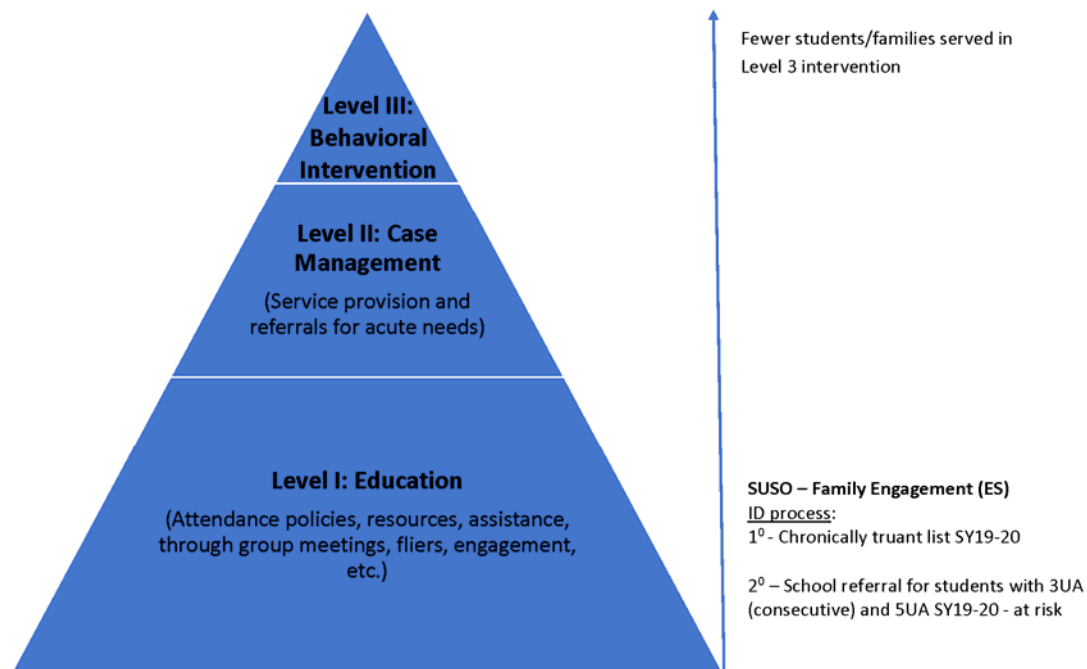 Fewer students/families served in
Level 3 intervention
Level III:
Behavioral
Intervention
Level II: Case
Management
(Service provision and
referrals for acute needs)
Level I: Education
(Attendance policies, resources, assistance,
through group meetings, fliers, engagement,
etc.)
SUSO – Family Engagement (ES)
ID process:
1⁰ - Chronically truant list SY19-20
2⁰ – School referral for students with 3UA
(consecutive) and 5UA SY19-20 - at risk